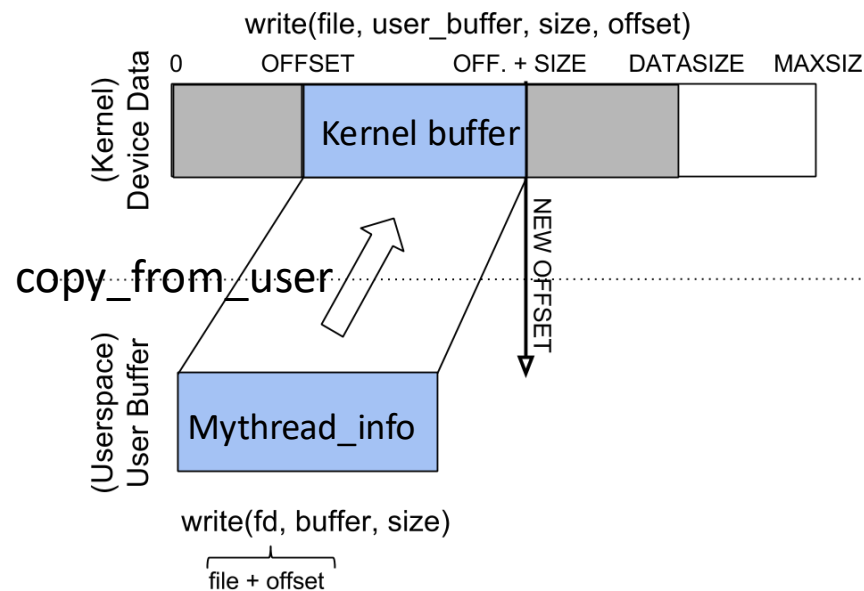 write(file, user_buffer, size, offset)
0 OFFSET OFF. + SIZE DATASIZE MAXSIZ
(Kernel)
Device Data
Kernel buffer
NEW OFFSET
copy_from_user
(Userspace)
User Buffer
Mythread_info
write(fd, buffer, size)
file + offset